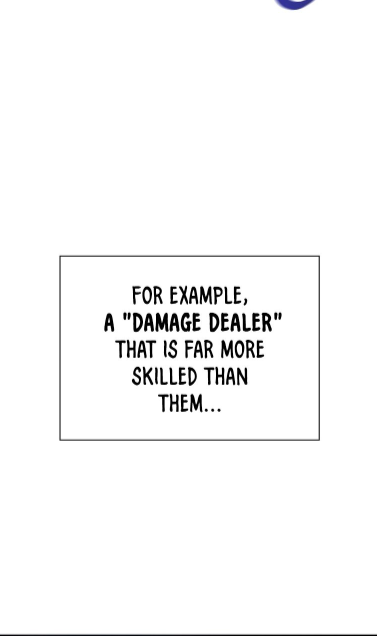 FOR EXAMPLE,
A "DAMAGE DEALER"
THAT IS FAR MORE
SKILLED THAN
THEM...